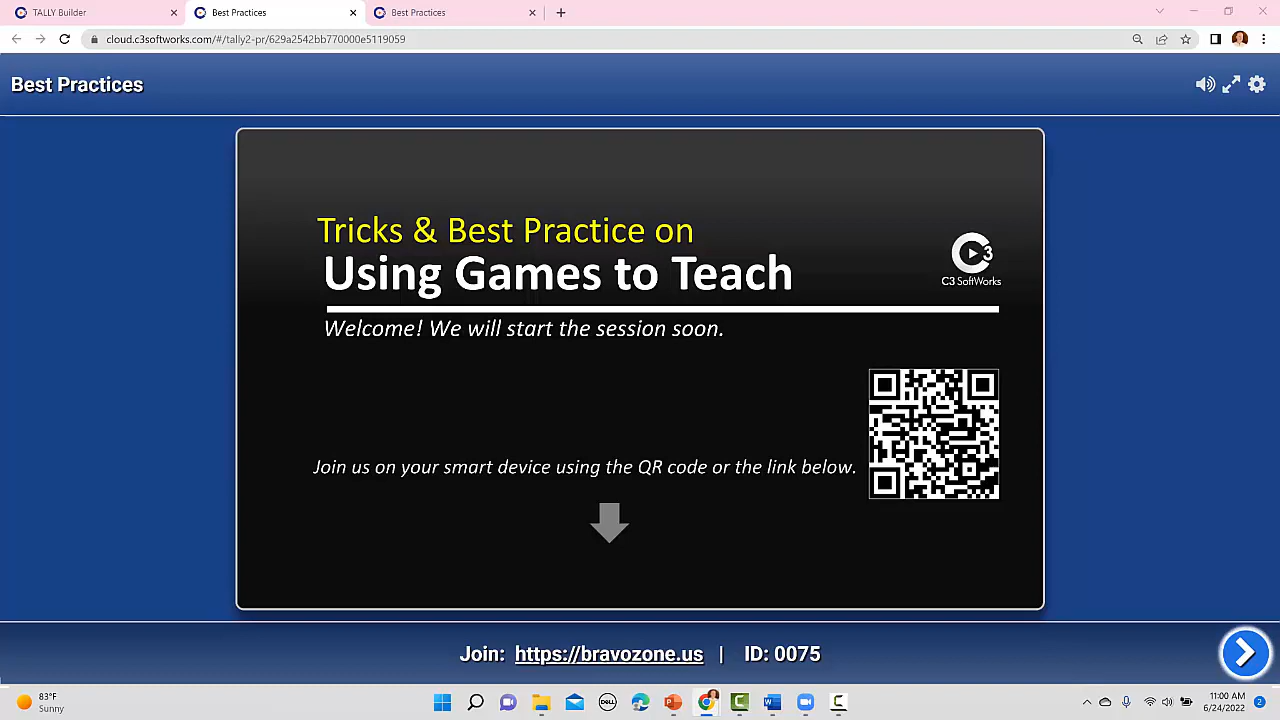 TALLY Builder
Best Practices
Best Practices
cloud.c3softworks.com/#/tally2-pr/629a2542bb770000e5119059
Best Practices
Tricks & Best Practice on
Using Games to Teach
C3 SoftWorks
Welcome! We will start the session soon.
Join us on your smart device using the QR code or the link below.
Join: https://bravozone.us | ID: 0075
83°F
Sunny
DELL
11:00 AM
6/24/2022
2